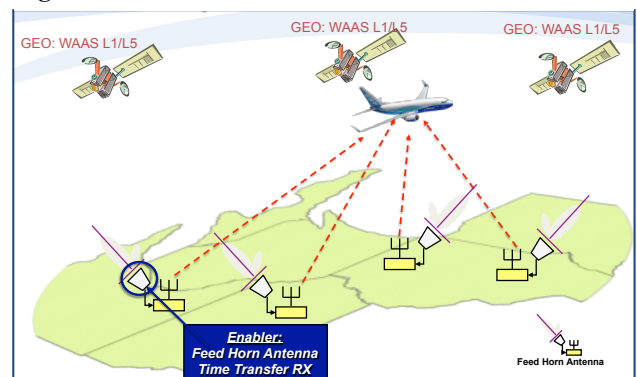 GEO: WAAS L1/L5
GEO: WAAS L1/L5
GEO: WAAS L1/L5
Enabler:
Feed Horn Antenna
Time Transfer RX
Feed Horn Antenna